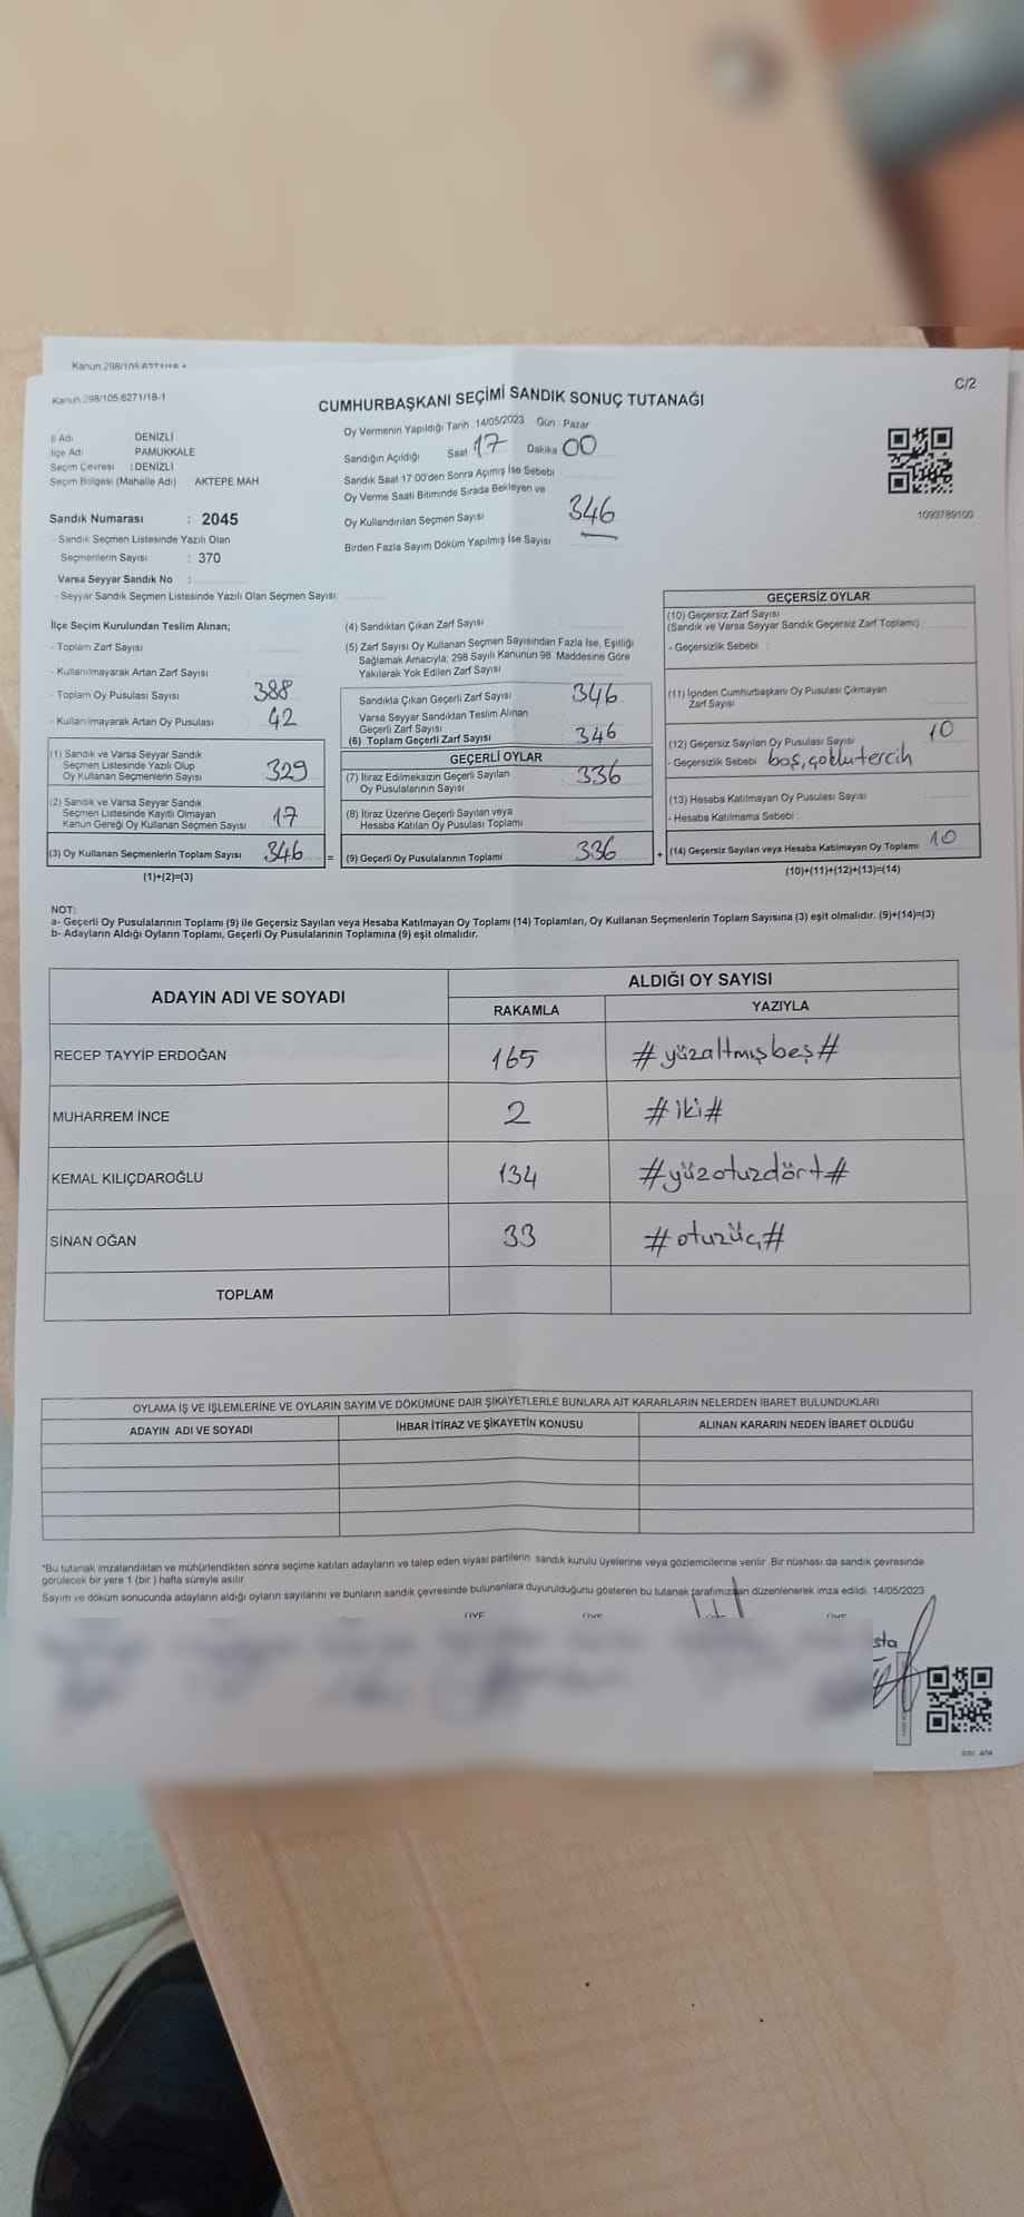 CUMHURBAŞKANI SEÇİMİ SANDIK SONUÇ TUTANAĞI
C/2
Kanun 298/105.6271/18-1
İl Adı DENİZLİ
İlçe Adı PAMUKKALE
Seçim Çevresi : DENİZLİ
Seçim Bölgesi (Mahalle Adı) AKTEPE MAH
Sandık Numarası : 2045
- Sandık Seçmen Listesinde Yazılı Olan
Seçmenlerin Sayısı : 370
Varsa Seyyar Sandık No :
- Seyyar Sandık Seçmen Listesinde Yazılı Olan Seçmen Sayısı
Oy Vermenin Yapıldığı Tarih : 14/05/2023 Gün Pazar
Sandığın Açıldığı Saat 17 Dakika 00
Sandık Saat 17:00'den Sonra Açılmış İse Sebebi
Oy Verme Saati Bitiminde Sırada Bekleyen ve
Oy Kullandırılan Seçmen Sayısı 346
Birden Fazla Sayım Döküm Yapılmış İse Sayısı
1093789100
İlçe Seçim Kurulundan Teslim Alınan;
- Toplam Zarf Sayısı
- Kullanılmayarak Artan Zarf Sayısı
- Toplam Oy Pusulası Sayısı 388
- Kullanılmayarak Artan Oy Pusulası 42
(1) Sandık ve Varsa Seyyar Sandık
Seçmen Listesinde Yazılı Olup
Oy Kullanan Seçmenlerin Sayısı 329
(2) Sandık ve Varsa Seyyar Sandık
Seçmen Listesinde Kayıtlı Olmayan
Kanun Gereği Oy Kullanan Seçmen Sayısı 17
(3) Oy Kullanan Seçmenlerin Toplam Sayısı 346 =
(1)+(2)=(3)
(4) Sandıktan Çıkan Zarf Sayısı
(5) Zarf Sayısı Oy Kullanan Seçmen Sayısından Fazla İse, Eşitliği
Sağlamak Amacıyla; 298 Sayılı Kanunun 98. Maddesine Göre
Yakılarak Yok Edilen Zarf Sayısı
Sandıkta Çıkan Geçerli Zarf Sayısı 346
Varsa Seyyar Sandıktan Teslim Alınan
Geçerli Zarf Sayısı
(6) Toplam Geçerli Zarf Sayısı 346
GEÇERLİ OYLAR
(7) İtiraz Edilmeksizin Geçerli Sayılan
Oy Pusulalarının Sayısı 336
(8) İtiraz Üzerine Geçerli Sayılan veya
Hesaba Katılan Oy Pusulası Toplamı
(9) Geçerli Oy Pusulalarının Toplamı 336 +
GEÇERSİZ OYLAR
(10) Geçersiz Zarf Sayısı
(Sandık ve Varsa Seyyar Sandık Geçersiz Zarf Toplamı)
- Geçersizlik Sebebi :
(11) İçinden Cumhurbaşkanı Oy Pusulası Çıkmayan
Zarf Sayısı
(12) Geçersiz Sayılan Oy Pusulası Sayısı 10
- Geçersizlik Sebebi boş, çoklu tercih
(13) Hesaba Katılmayan Oy Pusulası Sayısı
- Hesaba Katılmama Sebebi :
(14) Geçersiz Sayılan veya Hesaba Katılmayan Oy Toplamı 10
(10)+(11)+(12)+(13)=(14)
NOT:
a- Geçerli Oy Pusulalarının Toplamı (9) ile Geçersiz Sayılan veya Hesaba Katılmayan Oy Toplamı (14) Toplamları, Oy Kullanan Seçmenlerin Toplam Sayısına (3) eşit olmalıdır. (9)+(14)=(3)
b- Adayların Aldığı Oyların Toplamı, Geçerli Oy Pusulalarının Toplamına (9) eşit olmalıdır.
ADAYIN ADI VE SOYADI ALDIĞI OY SAYISI
RAKAMLA YAZIYLA
RECEP TAYYİP ERDOĞAN 165 #yüzaltmışbeş#
MUHARREM İNCE 2 #iki#
KEMAL KILIÇDAROĞLU 134 #yüzotuzdört#
SİNAN OĞAN 33 #otuzüç#
TOPLAM
OYLAMA İŞ VE İŞLEMLERİNE VE OYLARIN SAYIM VE DÖKÜMÜNE DAİR ŞİKAYETLERLE BUNLARA AİT KARARLARIN NELERDEN İBARET BULUNDUKLARI
ADAYIN ADI VE SOYADI İHBAR İTİRAZ VE ŞİKAYETİN KONUSU ALINAN KARARIN NEDEN İBARET OLDUĞU
"Bu tutanak imzalandıktan ve mühürlendikten sonra seçime katılan adayların ve talep eden siyasi partilerin sandık kurulu üyelerine veya gözlemcilerine verilir. Bir nüshası da sandık çevresinde
görülecek bir yere 1 (bir) hafta süreyle asılır.
Sayım ve döküm sonucunda adayların aldığı oyların sayılarını ve bunların sandık çevresinde bulunanlara duyurulduğunu gösteren bu tutanak tarafımızdan düzenlenerek imza edildi. 14/05/2023